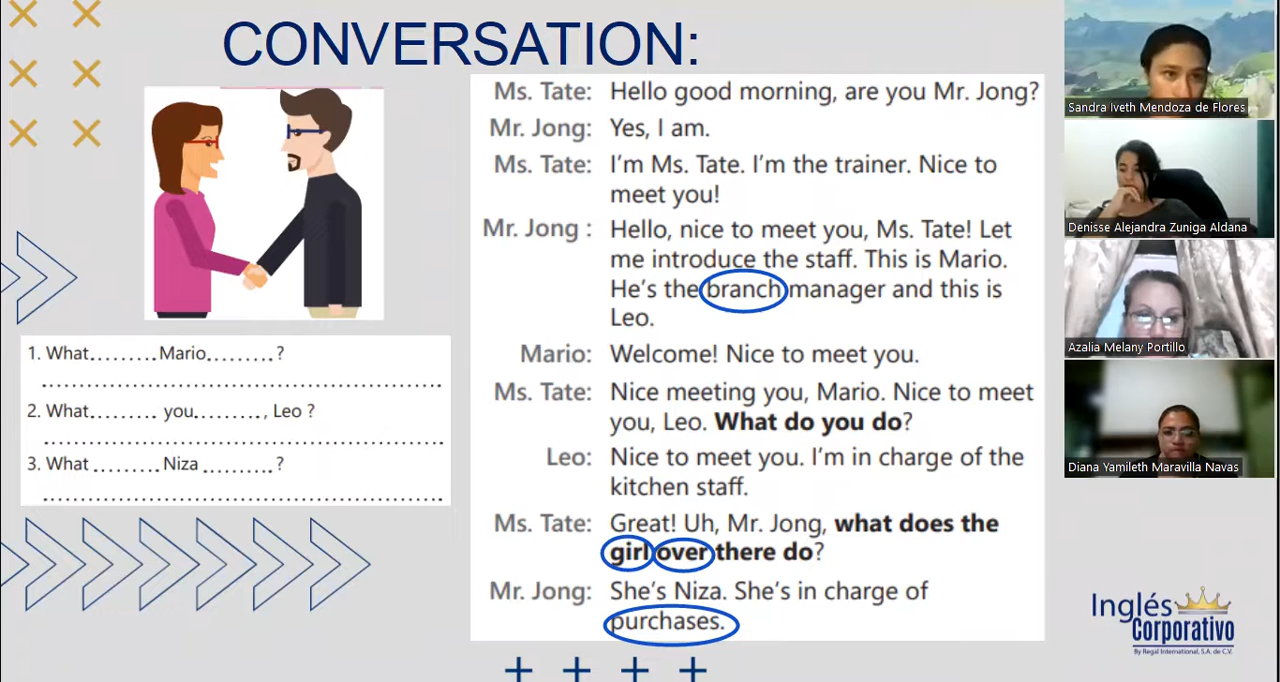 CONVERSATION:
Ms. Tate: Hello good morning, are you Mr. Jong?
Mr. Jong: Yes, I am.
Ms. Tate: I'm Ms. Tate. I'm the trainer. Nice to
meet you!
Mr. Jong : Hello, nice to meet you, Ms. Tate! Let
me introduce the staff. This is Mario.
He's the branch manager and this is
Leo.
Mario: Welcome! Nice to meet you.
Ms. Tate: Nice meeting you, Mario. Nice to meet
you, Leo. What do you do?
Leo: Nice to meet you. I'm in charge of the
kitchen staff.
Ms. Tate: Great! Uh, Mr. Jong, what does the
girl over there do?
Mr. Jong: She's Niza. She's in charge of
purchases.
1. What.........Mario.........?
2. What......... you........., Leo ?
3. What .........Niza .........?
Sandra Iveth Mendoza de Flores
Denisse Alejandra Zuniga Aldana
Azalia Melany Portillo
Diana Yamileth Maravilla Navas
Inglés
Corporativo
By Regal International, S.A. de C.V.